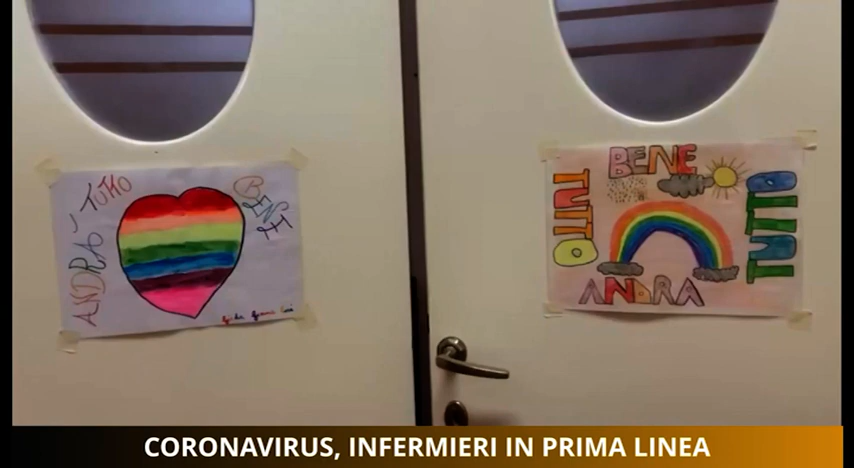 ANDRÀ TUTTO BENE
BENE
TUTTO
TUTTO
ANDRA
CORONAVIRUS, INFERMIERI IN PRIMA LINEA